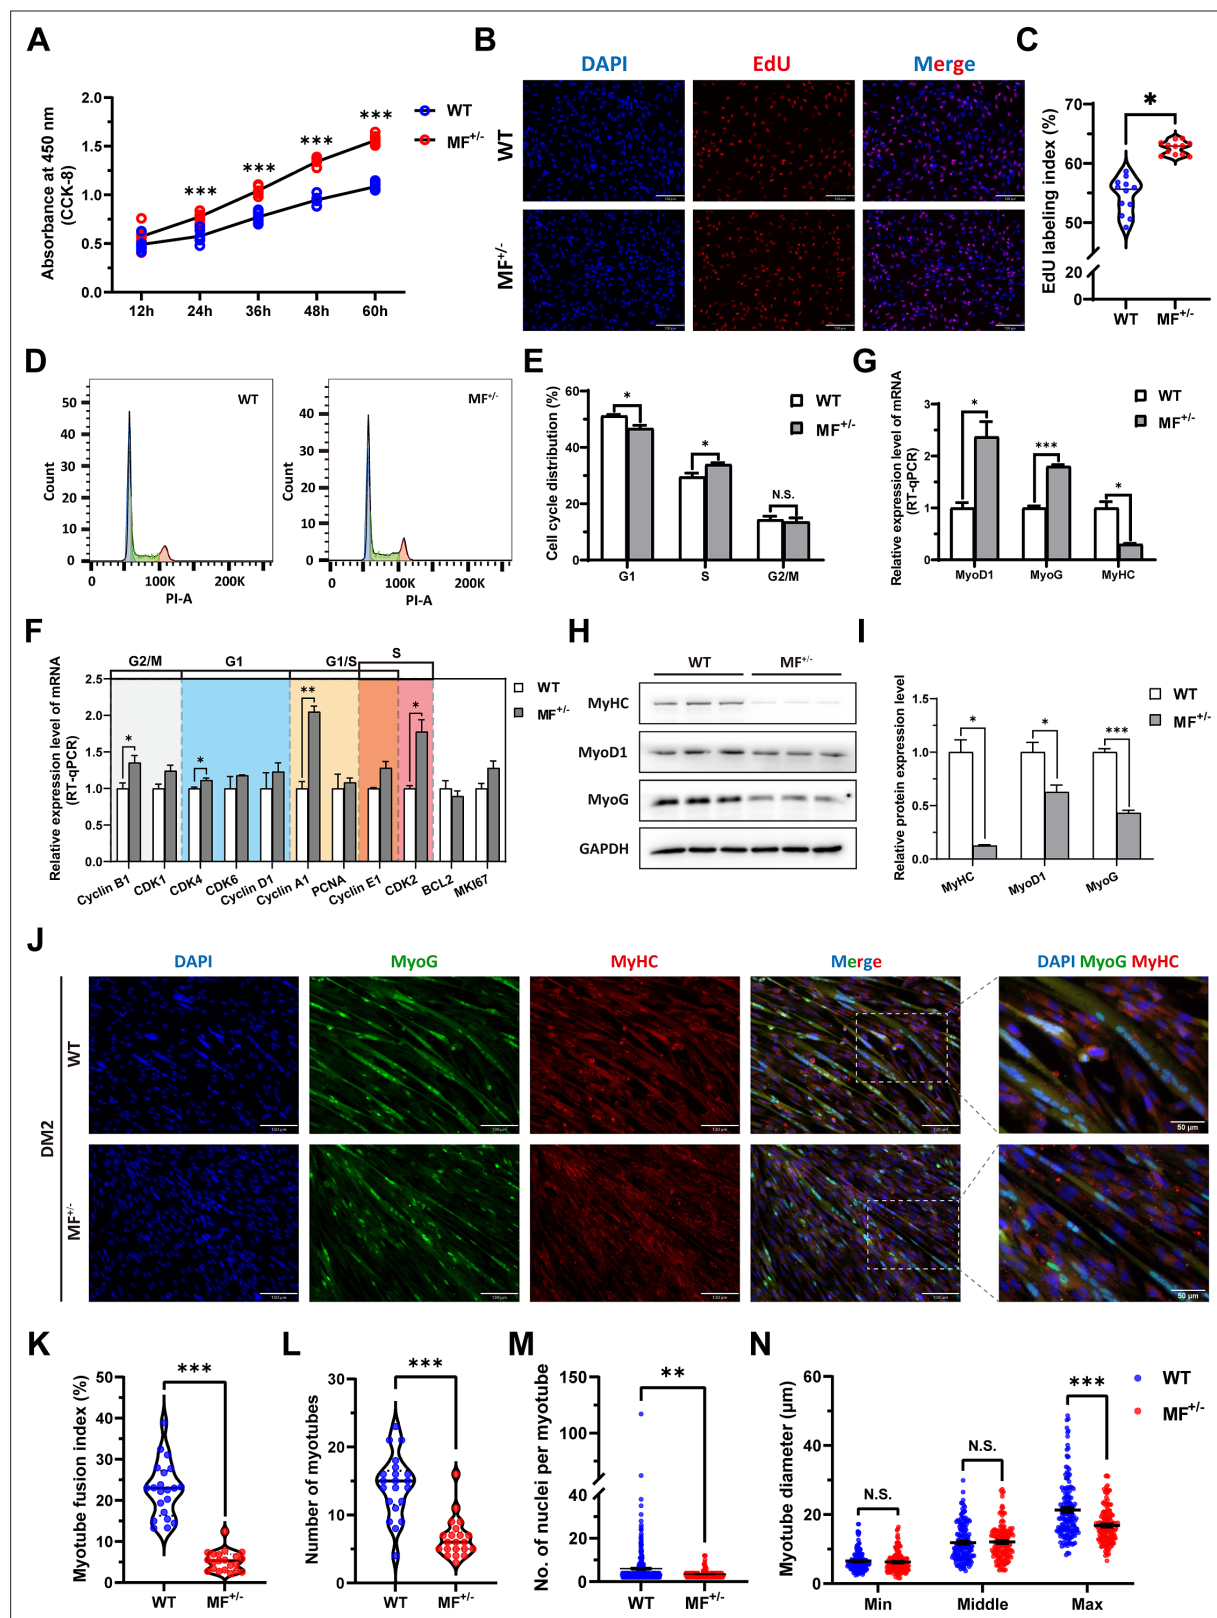 A
Absorbance at 450 nm
(CCK-8)
2.0
1.5
1.0
0.5
0.0
12h 24h 36h 48h 60h
*** *** *** ***
WT
MF+/-
B
DAPI EdU Merge
WT
MF+/-
C
EdU labeling index (%)
70
60
50
20
0
*
WT MF+/-
D
Count
50
40
30
20
10
0
WT
0 100K 200K
PI-A
Count
40
30
20
10
0
MF+/-
0 100K 200K
PI-A
E
Cell cycle distribution (%)
60
40
20
0
* * N.S.
G1 S G2/M
WT
MF+/-
G
Relative expression level of mRNA
(RT-qPCR)
3
2
1
0
* *** *
MyoD1 MyoG MyHC
WT
MF+/-
F
Relative expression level of mRNA
(RT-qPCR)
G2/M G1 G1/S S
2.5
2.0
1.5
1.0
0.5
0.0
* * ** *
WT
MF+/-
Cyclin B1 CDK1 CDK4 CDK6 Cyclin D1 Cyclin A1 PCNA Cyclin E1 CDK2 BCL2 MKI67
H
WT MF+/-
MyHC
MyoD1
MyoG
GAPDH
I
Relative protein expression level
1.5
1.0
0.5
0.0
* * ***
MyHC MyoD1 MyoG
WT
MF+/-
J
DAPI MyoG MyHC Merge DAPI MyoG MyHC
DM2
WT
MF+/-
50 μm
50 μm
K
Myotube fusion index (%)
50
40
30
20
10
0
***
WT MF+/-
L
Number of myotubes
30
20
10
0
***
WT MF+/-
M
No. of nuclei per myotube
150
100
50
40
20
0
**
WT MF+/-
N
Myotube diameter (μm)
60
40
20
0
N.S. N.S. ***
Min Middle Max
WT
MF+/-